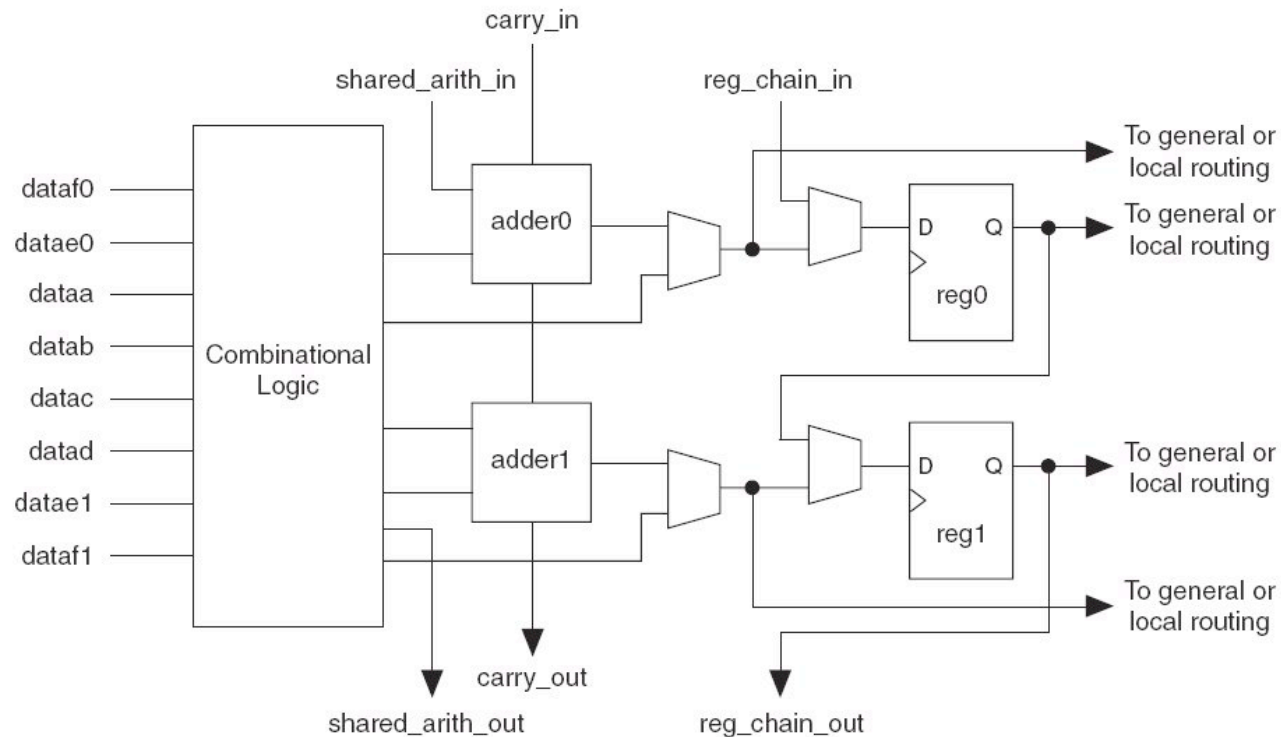 carry_in
shared_arith_in
reg_chain_in
To general or
local routing
dataf0
datae0
dataa
datab
datac
datad
datae1
dataf1
Combinational
Logic
adder0
D
Q
reg0
To general or
local routing
adder1
D
Q
reg1
To general or
local routing
To general or
local routing
carry_out
shared_arith_out
reg_chain_out